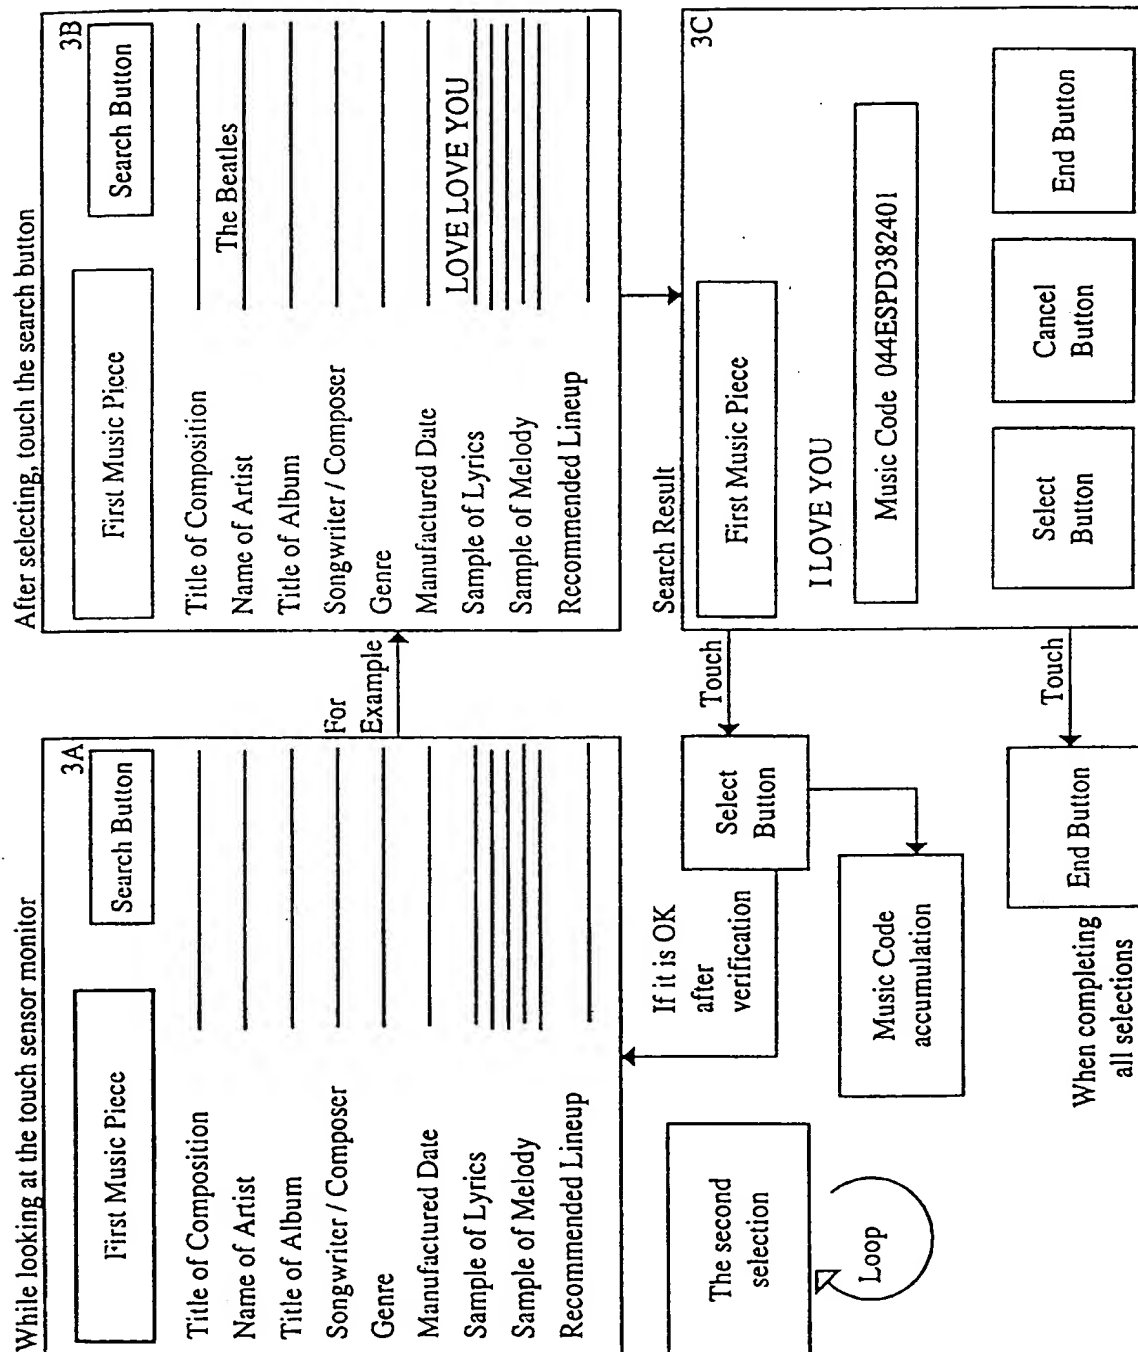 While looking at the touch sensor monitor
3A
First Music Piece
Search Button
Title of Composition
Name of Artist
Title of Album
Songwriter / Composer
Genre
Manufactured Date
Sample of Lyrics
Sample of Melody
Recommended Lineup
For
Example
After selecting, touch the search button
3B
First Music Piece
Search Button
Title of Composition
Name of Artist
The Beatles
Title of Album
Songwriter / Composer
Genre
Manufactured Date
Sample of Lyrics
LOVE LOVE YOU
Sample of Melody
Recommended Lineup
Search Result
3C
First Music Piece
I LOVE YOU
Music Code 044ESPD382401
Select
Button
Cancel
Button
End Button
Touch
Select
Button
If it is OK
after
verification
Music Code
accumulation
The second
selection
Loop
Touch
End Button
When completing
all selections